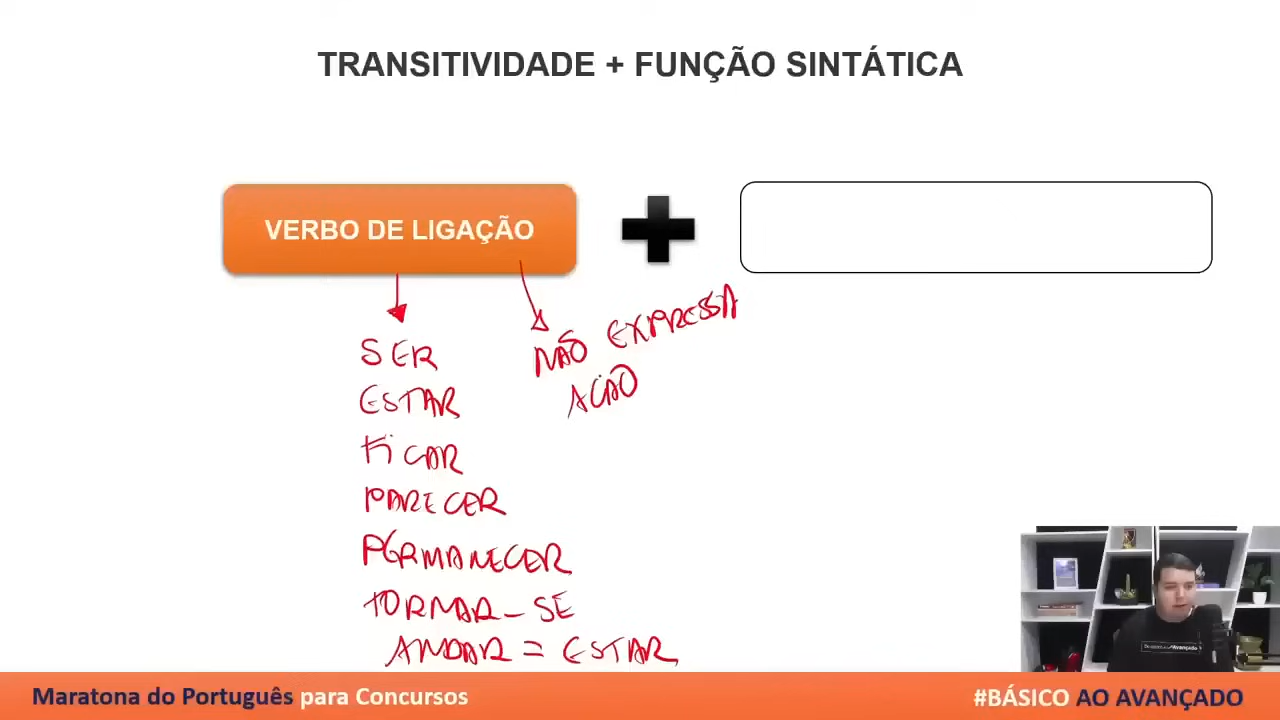 TRANSITIVIDADE + FUNÇÃO SINTÁTICA
VERBO DE LIGAÇÃO
NÃO EXPRESSA
AÇÃO
SER
ESTAR
FICAR
PARECER
PERMANECER
TORNAR-SE
ANDAR = ESTAR
Maratona do Português para Concursos
#BÁSICO AO AVANÇADO